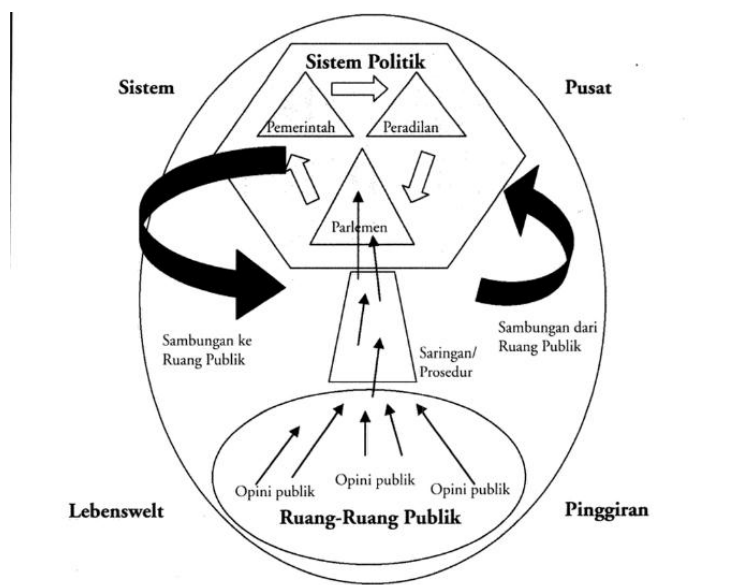 Sistem Politik
Sistem
Pusat
Pemerintah
Peradilan
Parlemen
Sambungan ke
Ruang Publik
Saringan/
Prosedur
Sambungan dari
Ruang Publik
Opini publik
Opini publik
Opini publik
Ruang-Ruang Publik
Lebenswelt
Pinggiran